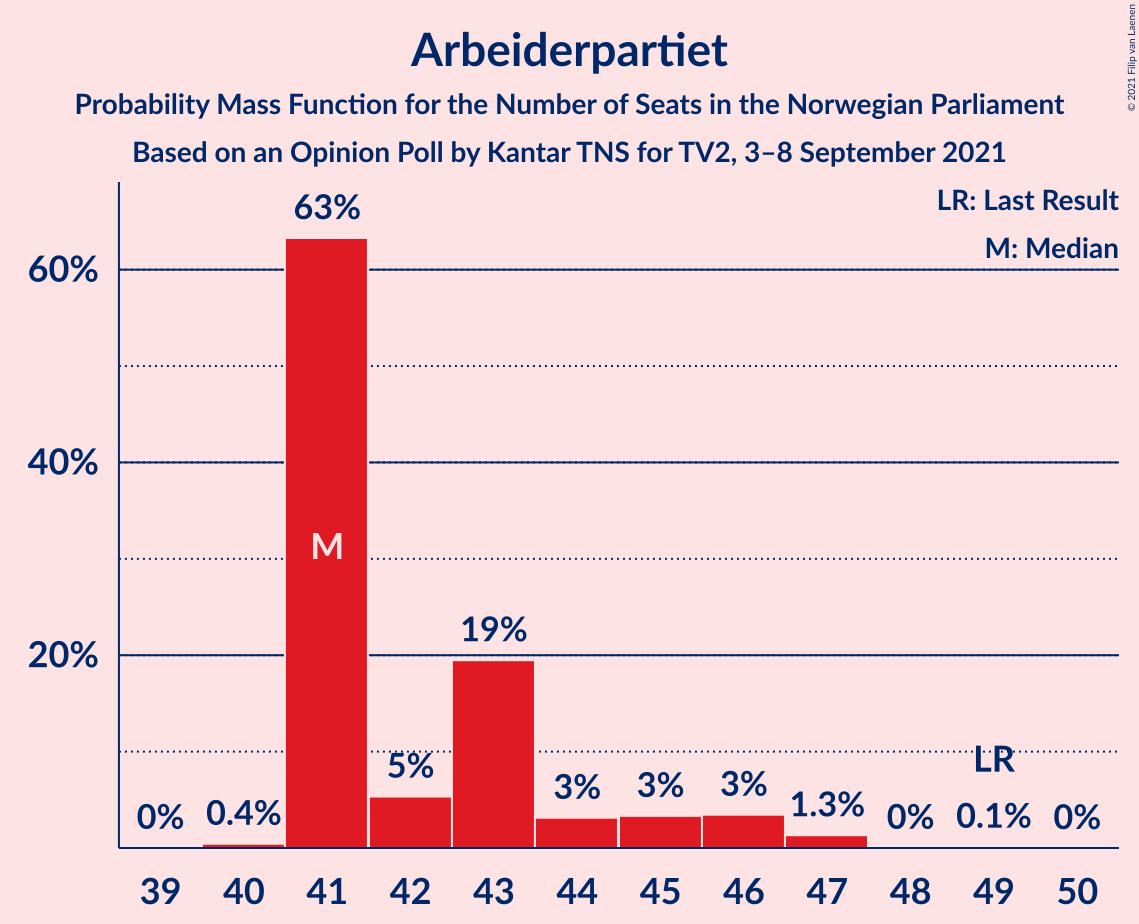 Arbeiderpartiet
Probability Mass Function for the Number of Seats in the Norwegian Parliament
Based on an Opinion Poll by Kantar TNS for TV2, 3–8 September 2021
© 2021 Filip van Laenen
LR: Last Result
M: Median
60%
40%
20%
0%
0.4%
63%
M
5%
19%
3%
3%
3%
1.3%
0%
LR
0.1%
0%
39 40 41 42 43 44 45 46 47 48 49 50